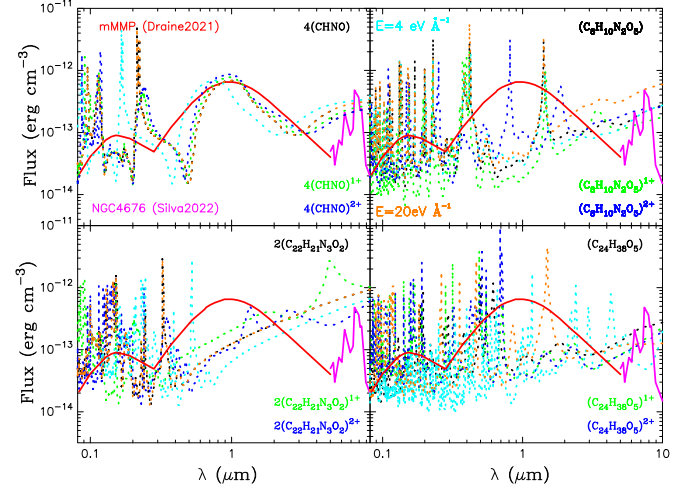 10⁻¹¹
mMMP (Draine2021)
4(CHNO)
E=4 eV Å⁻¹
(C₈H₁₀N₂O₅)
10⁻¹²
10⁻¹³
Flux (erg cm⁻³)
10⁻¹⁴
4(CHNO)¹⁺
(C₈H₁₀N₂O₅)¹⁺
NGC4676 (Silva2022)
4(CHNO)²⁺
E=20eV Å⁻¹
(C₈H₁₀N₂O₅)²⁺
10⁻¹¹
2(C₂₂H₂₁N₃O₂)
(C₂₄H₃₈O₅)
10⁻¹²
10⁻¹³
Flux (erg cm⁻³)
10⁻¹⁴
2(C₂₂H₂₁N₃O₂)¹⁺
(C₂₄H₃₈O₅)¹⁺
2(C₂₂H₂₁N₃O₂)²⁺
(C₂₄H₃₈O₅)²⁺
0.1 1 0.1 1 10
λ (μm) λ (μm)